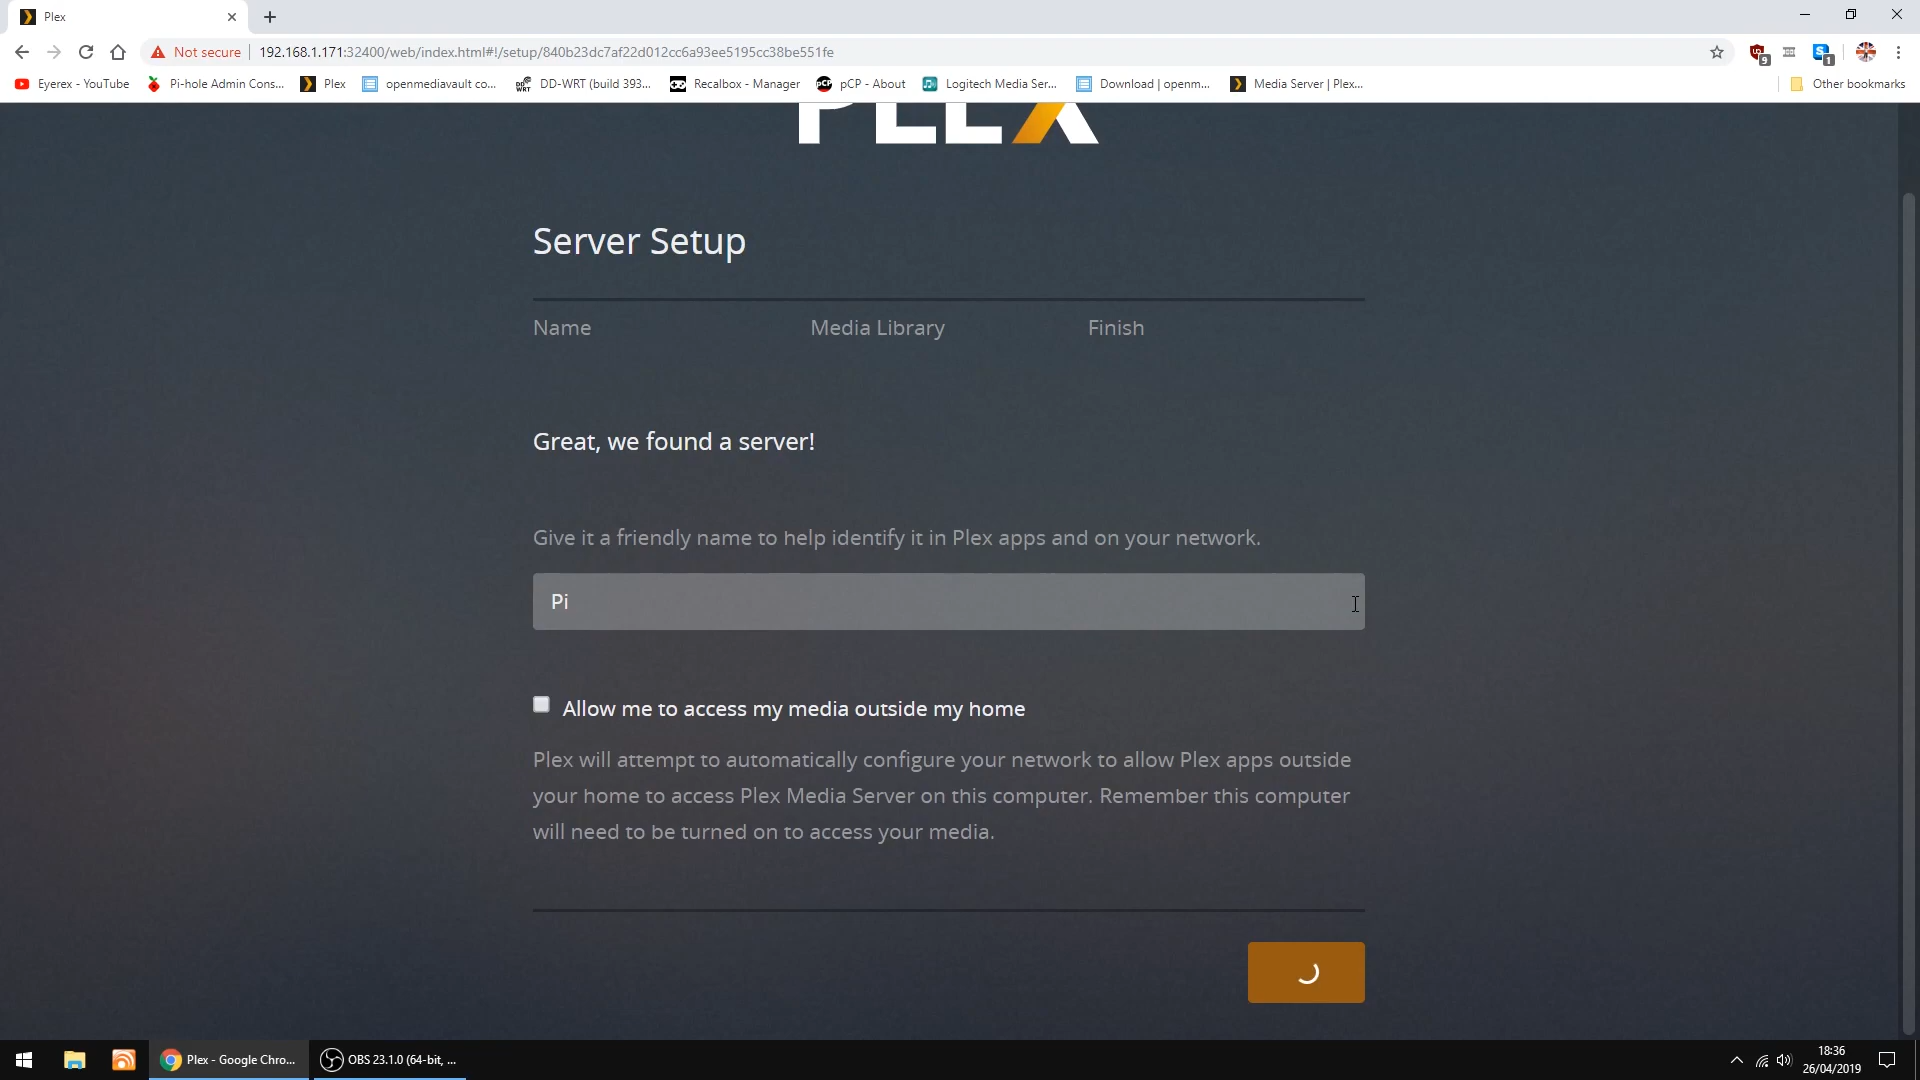 Plex
Not secure
192.168.1.171:32400/web/index.html#!/setup/840b23dc7af22d012cc6a93ee5195cc38be551fe
9
1
Eyerex - YouTube
Pi-hole Admin Cons...
Plex
openmediavault co...
DD-WRT (build 393...
Recalbox - Manager
pCP - About
Logitech Media Ser...
Download | openm...
Media Server | Plex...
Other bookmarks
PLEX
Server Setup
Name
Media Library
Finish
Great, we found a server!
Give it a friendly name to help identify it in Plex apps and on your network.
Pi
Allow me to access my media outside my home
Plex will attempt to automatically configure your network to allow Plex apps outside
your home to access Plex Media Server on this computer. Remember this computer
will need to be turned on to access your media.
Plex - Google Chro...
OBS 23.1.0 (64-bit, ...
18:36
26/04/2019